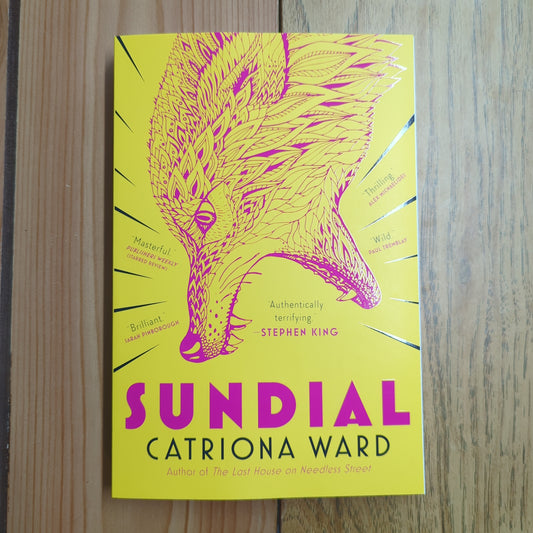 "Thrilling."
ALEX MICHAELIDES
"Masterful."
PUBLISHERS WEEKLY
(STARRED REVIEW)
"Wild."
PAUL TREMBLAY
"Brilliant."
SARAH PINBOROUGH
"Authentically
terrifying."
—STEPHEN KING
SUNDIAL
CATRIONA WARD
Author of The Last House on Needless Street